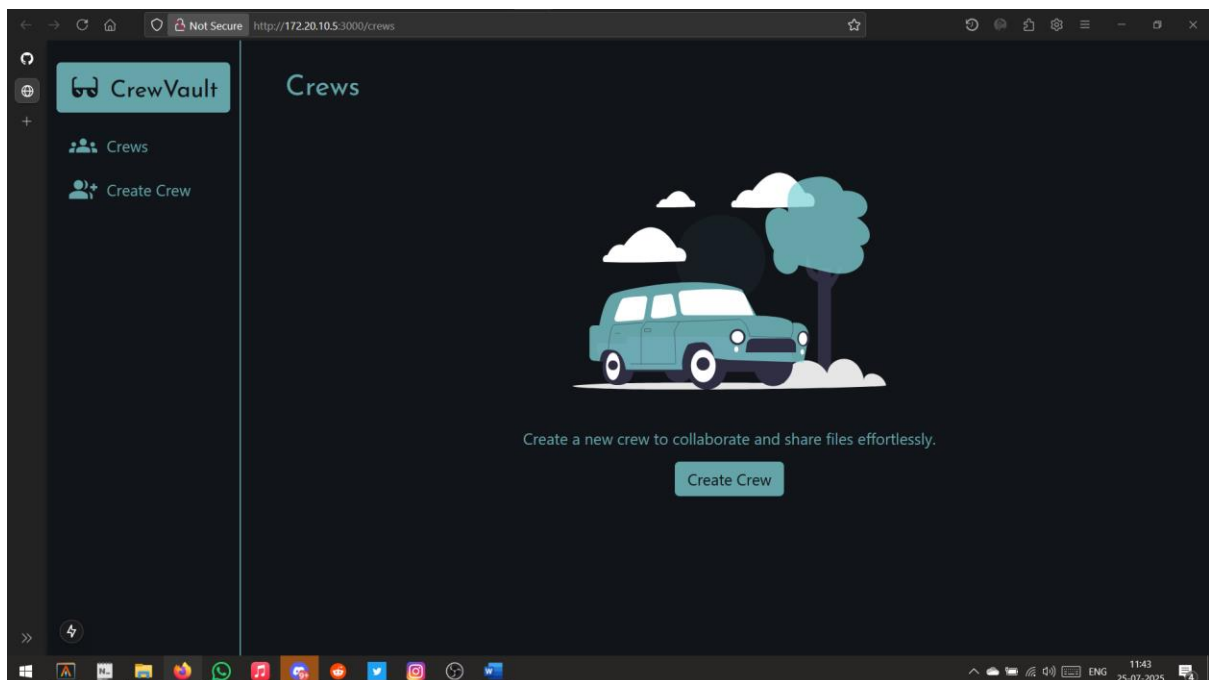 Not Secure http://172.20.10.5:3000/crews
CrewVault
Crews
Crews
Create Crew
Create a new crew to collaborate and share files effortlessly.
Create Crew
ENG
11:43
25-07-2025